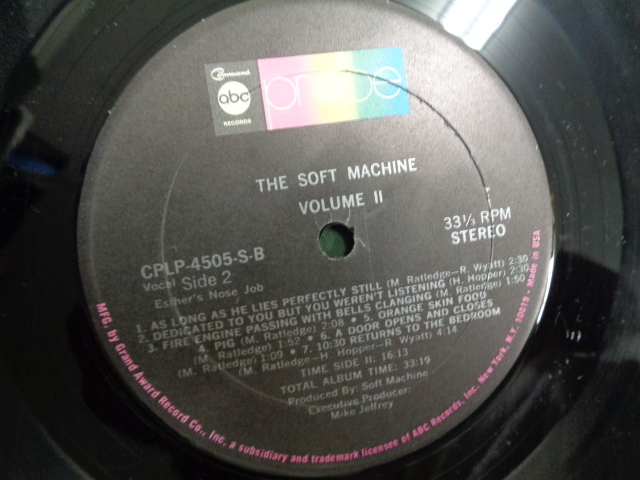 Command
abc
RECORDS
probe
THE SOFT MACHINE
VOLUME II
33⅓ RPM
STEREO
CPLP-4505-S-B
Vocal Side 2
Esther's Nose Job
1. AS LONG AS HE LIES PERFECTLY STILL (M. Ratledge-R. Wyatt) 2:30
2. DEDICATED TO YOU BUT YOU WEREN'T LISTENING (H. Hopper) 2:30
3. FIRE ENGINE PASSING WITH BELLS CLANGING (M. Ratledge) 1:50
4. PIG (M. Ratledge) 2:08 • 5. ORANGE SKIN FOOD
(M. Ratledge) 1:52 • 6. A DOOR OPENS AND CLOSES
(M. Ratledge) 1:09 • 7. 10:30 RETURNS TO THE BEDROOM
(M. Ratledge-H. Hopper-R. Wyatt) 4:14
TIME SIDE II: 16:13
TOTAL ALBUM TIME: 33:19
Produced By: Soft Machine
Executive Producer:
Mike Jeffrey
MFG. by Grand Award Record Co., Inc. a subsidiary and trademark licensees of ABC Records, Inc. New York, N.Y. 10019 - Made in USA